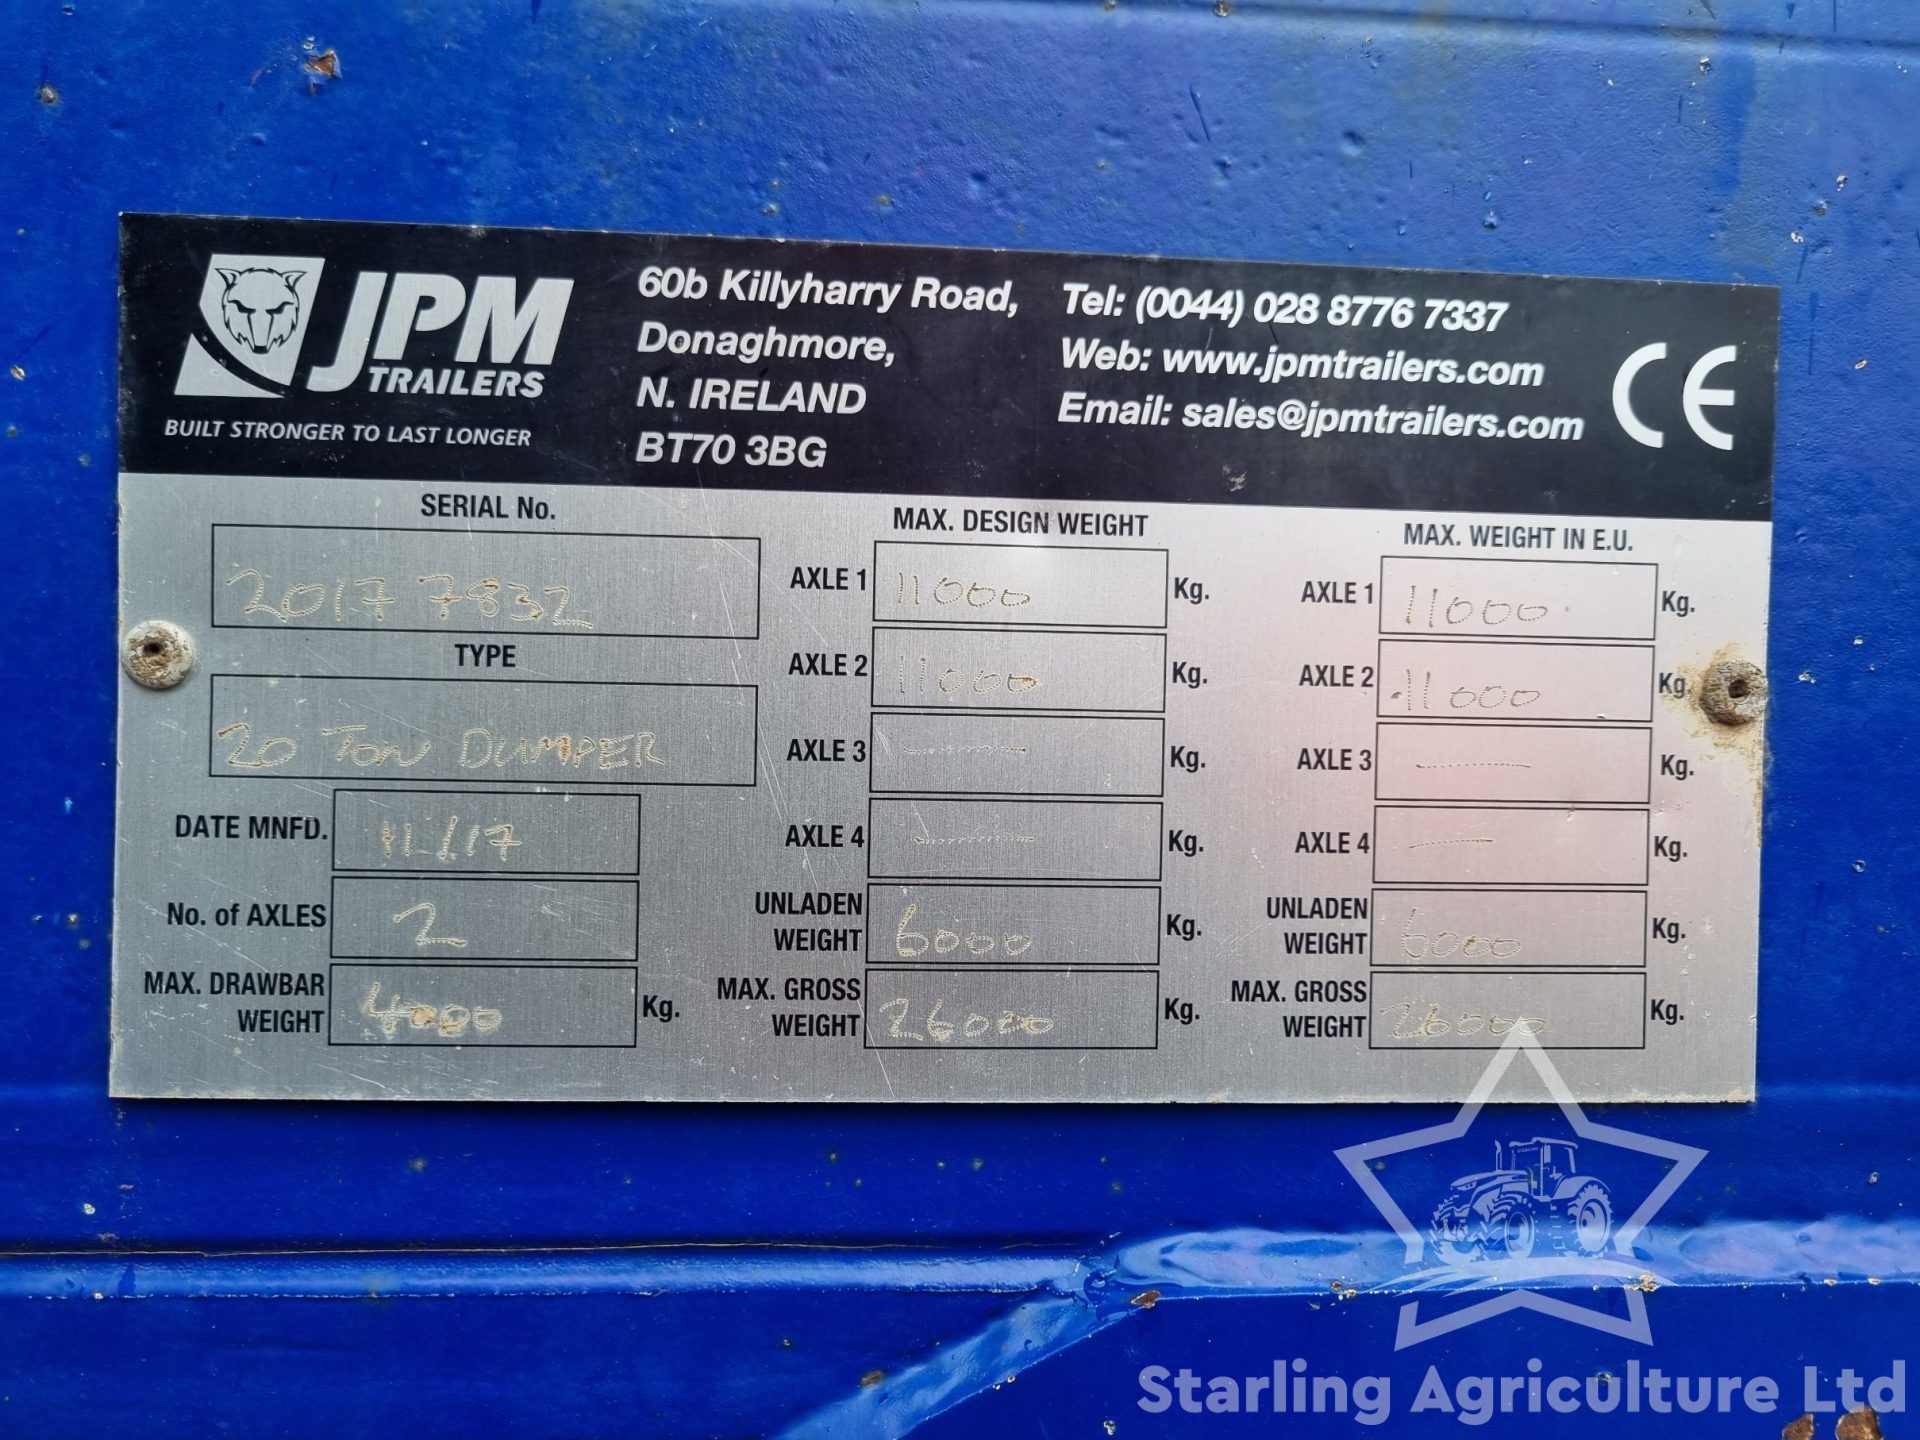 JPM
TRAILERS
BUILT STRONGER TO LAST LONGER
60b Killyharry Road,
Donaghmore,
N. IRELAND
BT70 3BG
Tel: (0044) 028 8776 7337
Web: www.jpmtrailers.com
Email: sales@jpmtrailers.com
CE
SERIAL No.
2017 7832
TYPE
20 TON DUMPER
DATE MNFD. 11/17
No. of AXLES 2
MAX. DRAWBAR
WEIGHT 4000 Kg.
MAX. DESIGN WEIGHT
AXLE 1 11000 Kg.
AXLE 2 11000 Kg.
AXLE 3 — Kg.
AXLE 4 — Kg.
UNLADEN
WEIGHT 6000 Kg.
MAX. GROSS
WEIGHT 26000 Kg.
MAX. WEIGHT IN E.U.
AXLE 1 11000 Kg.
AXLE 2 11000 Kg.
AXLE 3 — Kg.
AXLE 4 — Kg.
UNLADEN
WEIGHT 6000 Kg.
MAX. GROSS
WEIGHT 26000 Kg.
Starling Agriculture Ltd